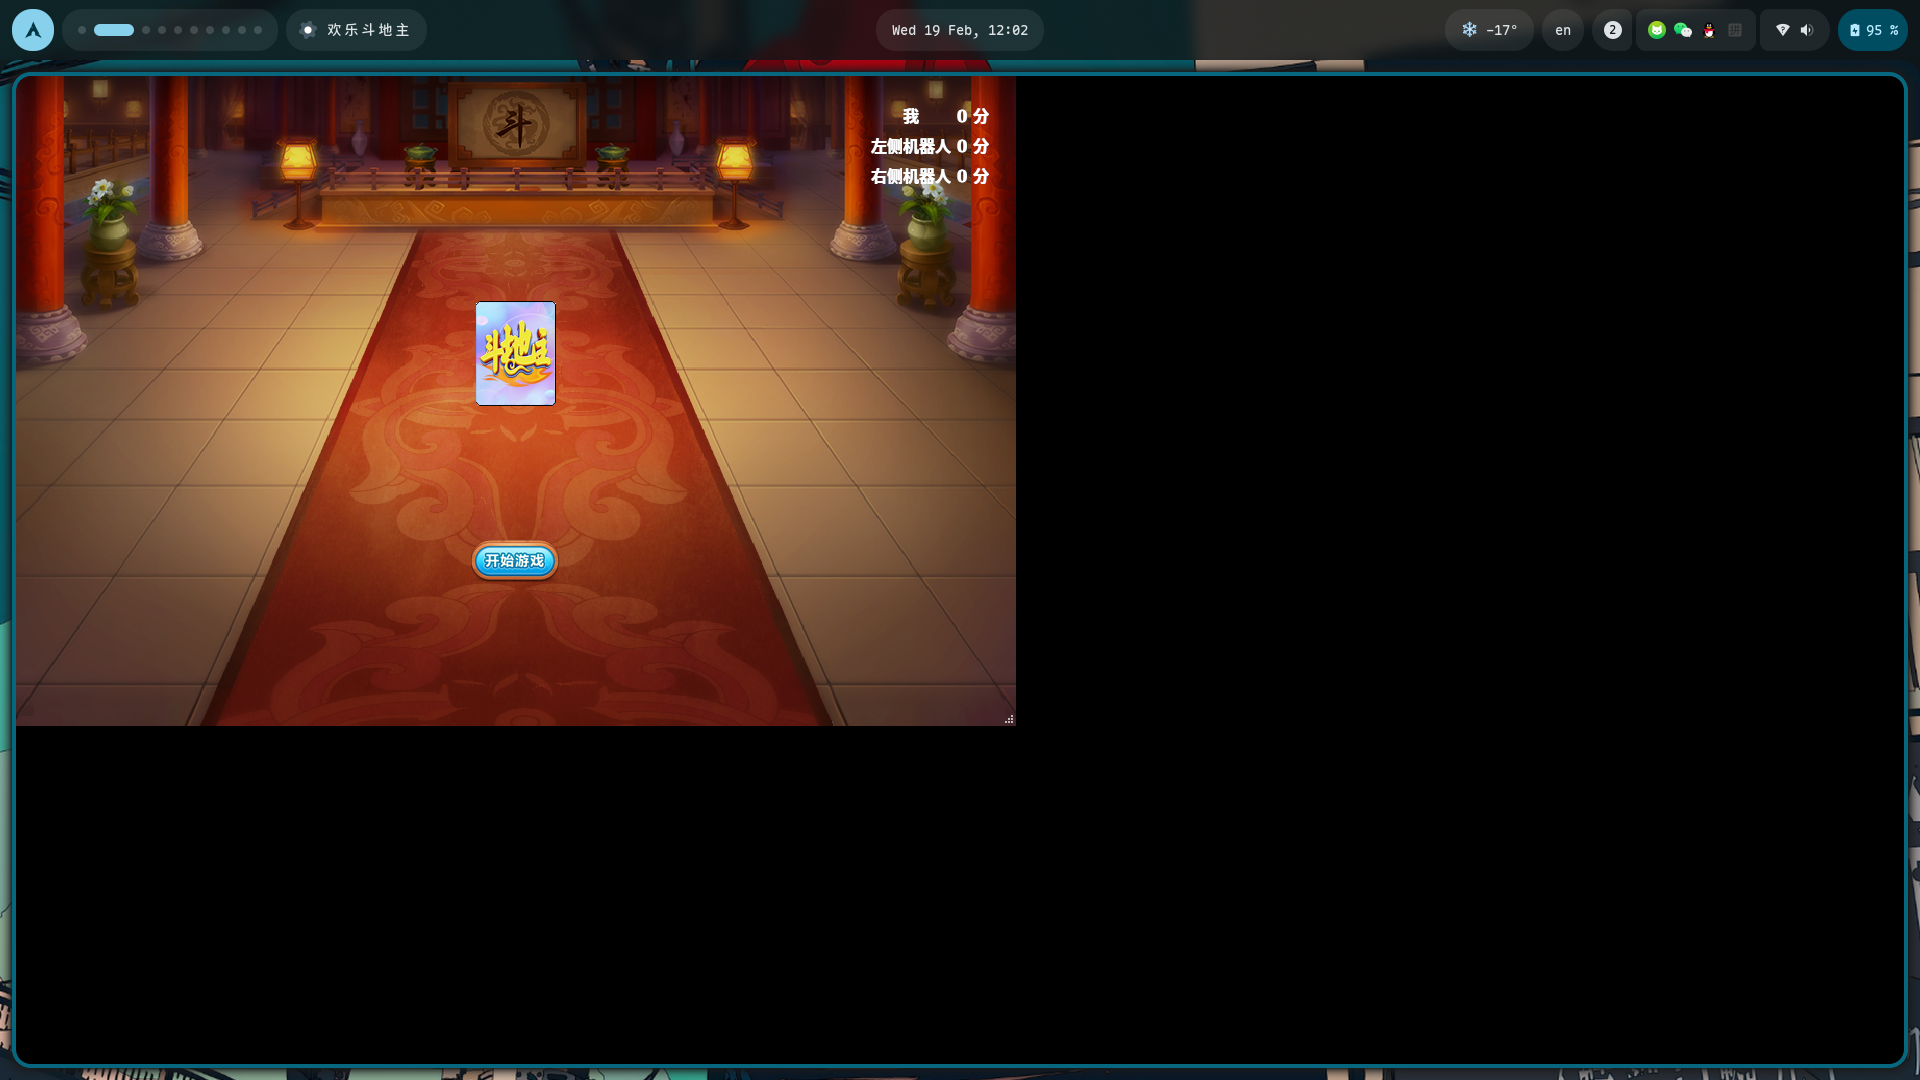 欢乐斗地主
Wed 19 Feb, 12:02
-17°
en
2
95 %
斗
我 0 分
左侧机器人 0 分
右侧机器人 0 分
斗地主
开始游戏